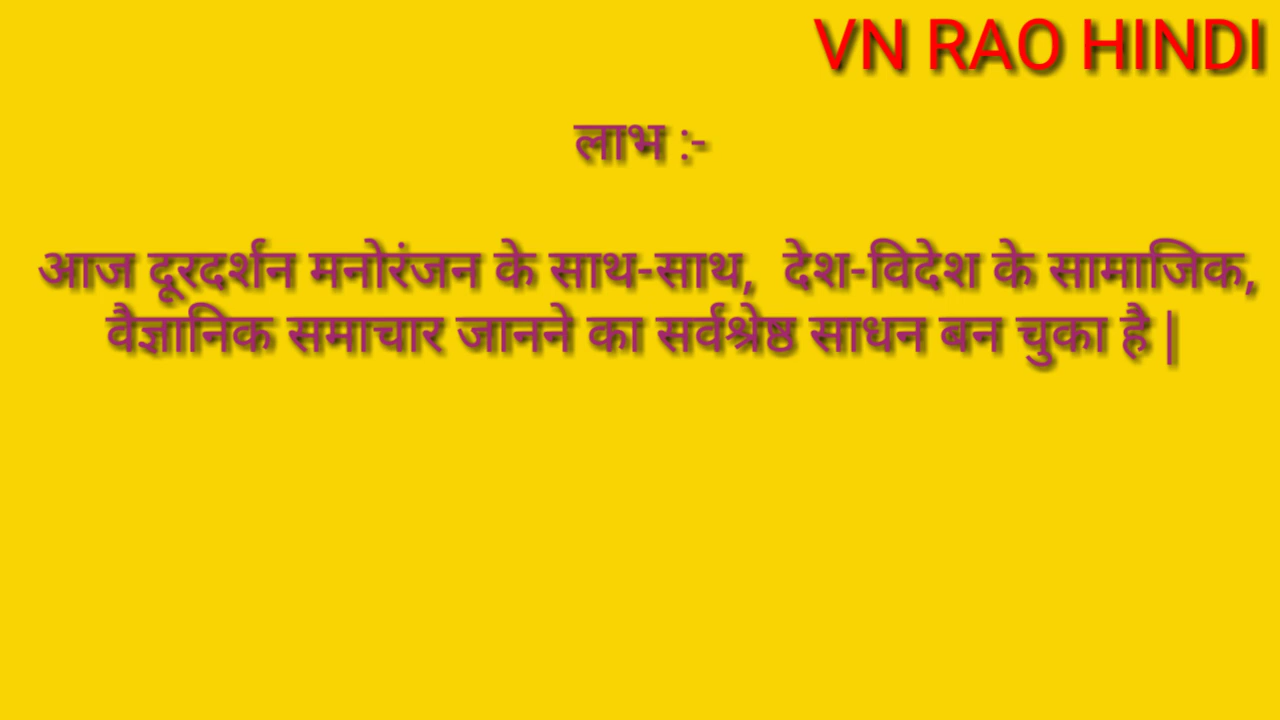 VN RAO HINDI
लाभ :-
आज दूरदर्शन मनोरंजन के साथ-साथ,  देश-विदेश के सामाजिक,
वैज्ञानिक समाचार जानने का सर्वश्रेष्ठ साधन बन चुका है |